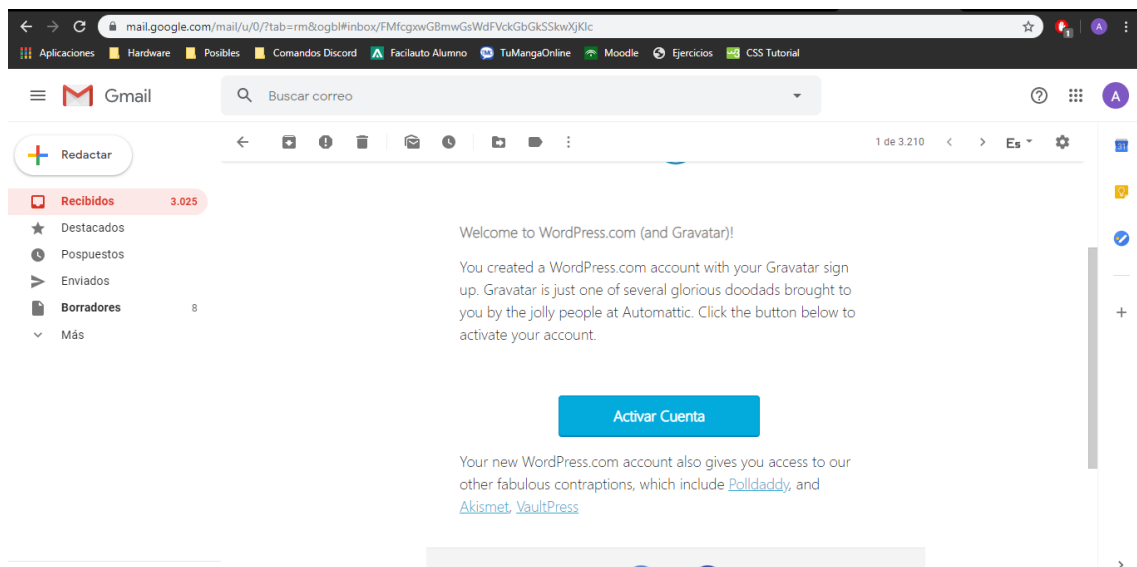 mail.google.com/mail/u/0/?tab=rm&ogbl#inbox/FMfcgxwGBmwGsWdFVckGbGkSSkwXjKlc
1
A
Aplicaciones Hardware Posibles Comandos Discord Facilauto Alumno TuMangaOnline Moodle Ejercicios CSS Tutorial
Gmail
Buscar correo
A
Redactar
1 de 3.210
Es
31
Recibidos 3.025
Destacados
Pospuestos
Enviados
Borradores 8
Más
Welcome to WordPress.com (and Gravatar)!
You created a WordPress.com account with your Gravatar sign
up. Gravatar is just one of several glorious doodads brought to
you by the jolly people at Automattic. Click the button below to
activate your account.
Activar Cuenta
Your new WordPress.com account also gives you access to our
other fabulous contraptions, which include Polldaddy, and
Akismet, VaultPress